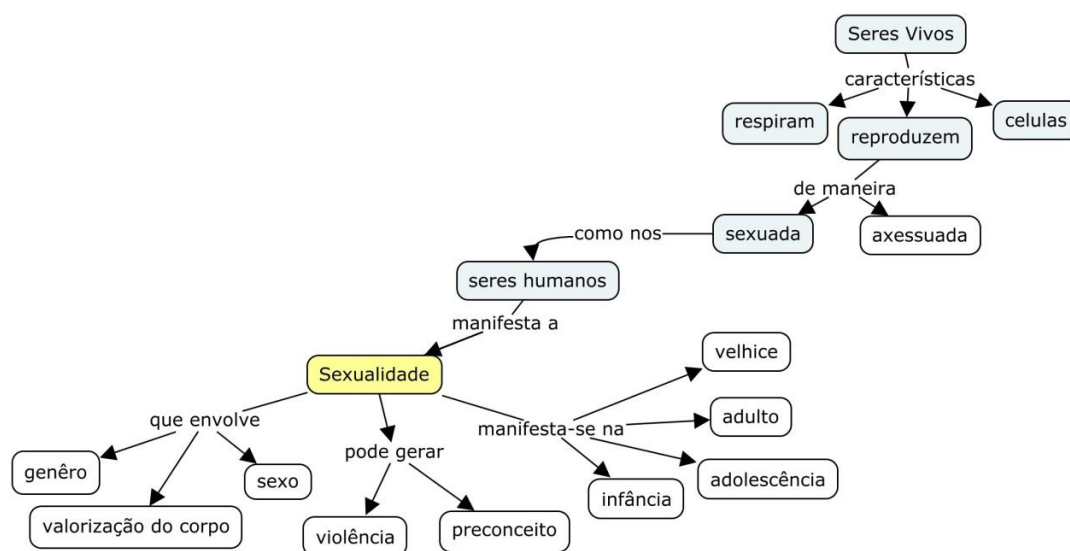 Seres Vivos
características
respiram
reproduzem
celulas
de maneira
sexuada
axessuada
como nos
seres humanos
manifesta a
Sexualidade
que envolve
genêro
valorização do corpo
sexo
pode gerar
violência
preconceito
manifesta-se na
velhice
adulto
adolescência
infância